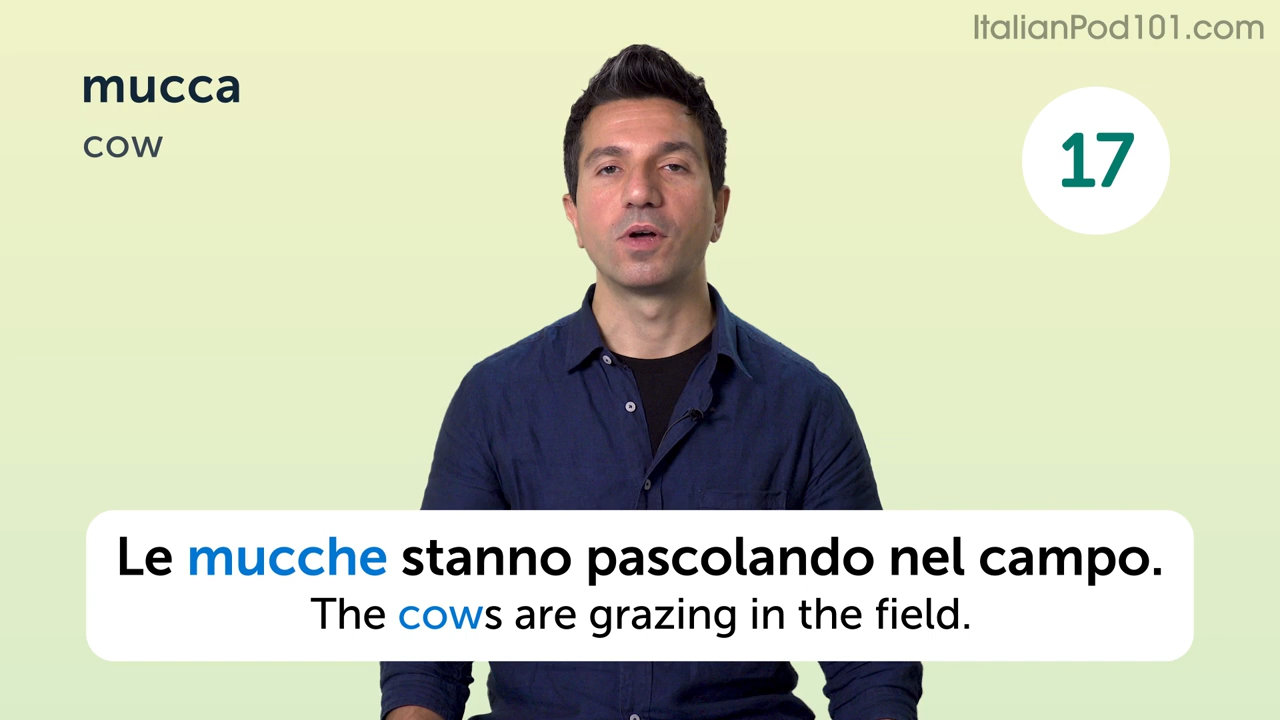 ItalianPod101.com
mucca
cow
17
Le mucche stanno pascolando nel campo.
The cows are grazing in the field.